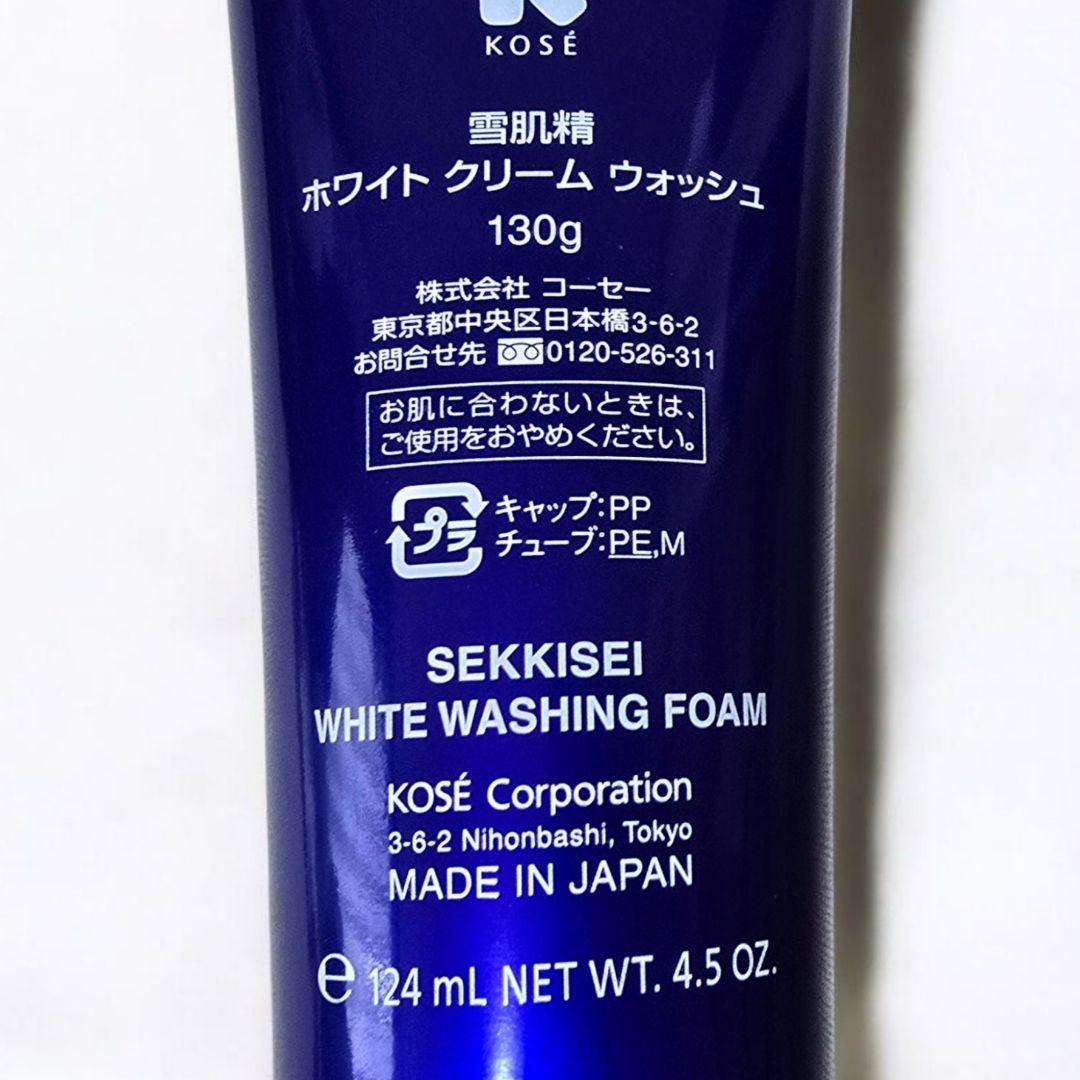 KOSÉ
雪肌精
ホワイト クリーム ウォッシュ
130g
株式会社 コーセー
東京都中央区日本橋3-6-2
お問合せ先 0120-526-311
お肌に合わないときは、
ご使用をおやめください。
プラ
キャップ:PP
チューブ:PE,M
SEKKISEI
WHITE WASHING FOAM
KOSÉ Corporation
3-6-2 Nihonbashi, Tokyo
MADE IN JAPAN
℮ 124 mL NET WT. 4.5 OZ.